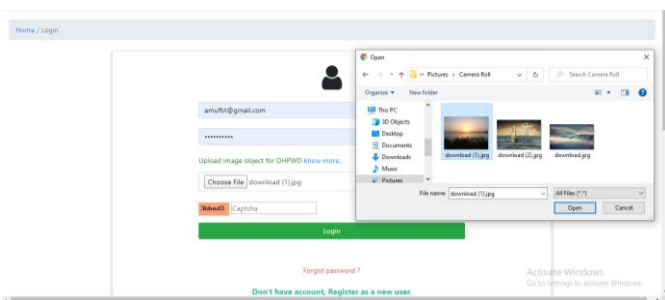 Home / Login
amufbt@gmail.com
••••••••••
Upload image object for OHPWD know more..
Choose File download (1).jpg
Captcha
Login
Forgot password ?
Don't have account, Register as a new user.
Open
Pictures › Camera Roll
Search Camera Roll
Organize
New folder
This PC
3D Objects
Desktop
Documents
Downloads
Music
Pictures
download (1).jpg
download (2).jpg
download.jpg
File name: download (1).jpg
All Files (*.*)
Open
Cancel
Activate Windows
Go to Settings to activate Windows.